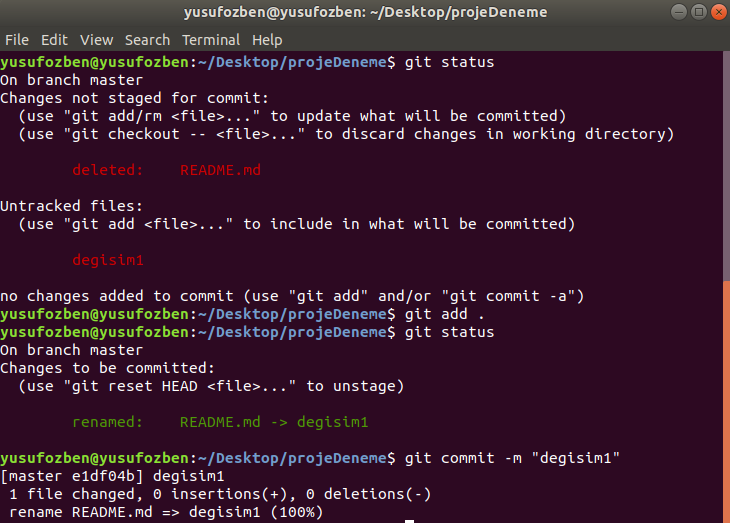 yusufozben@yusufozben: ~/Desktop/projeDeneme
File Edit View Search Terminal Help
yusufozben@yusufozben:~/Desktop/projeDeneme$ git status
On branch master
Changes not staged for commit:
  (use "git add/rm <file>..." to update what will be committed)
  (use "git checkout -- <file>..." to discard changes in working directory)
        deleted:    README.md
Untracked files:
  (use "git add <file>..." to include in what will be committed)
        degisim1
no changes added to commit (use "git add" and/or "git commit -a")
yusufozben@yusufozben:~/Desktop/projeDeneme$ git add .
yusufozben@yusufozben:~/Desktop/projeDeneme$ git status
On branch master
Changes to be committed:
  (use "git reset HEAD <file>..." to unstage)
        renamed:    README.md -> degisim1
yusufozben@yusufozben:~/Desktop/projeDeneme$ git commit -m "degisim1"
[master e1df04b] degisim1
 1 file changed, 0 insertions(+), 0 deletions(-)
 rename README.md => degisim1 (100%)